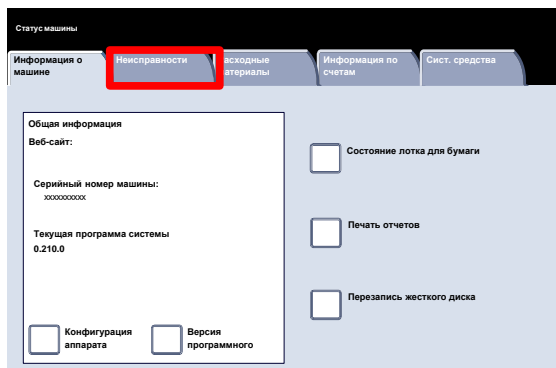 Статус машины
Информация о
машине
Неисправности
асходные
атериалы
Информация по
счетам
Сист. средства
Общая информация
Веб-сайт:
Серийный номер машины:
xxxxxxxxxx
Текущая программа системы
0.210.0
Конфигурация
аппарата
Версия
программного
Состояние лотка для бумаги
Печать отчетов
Перезапись жесткого диска